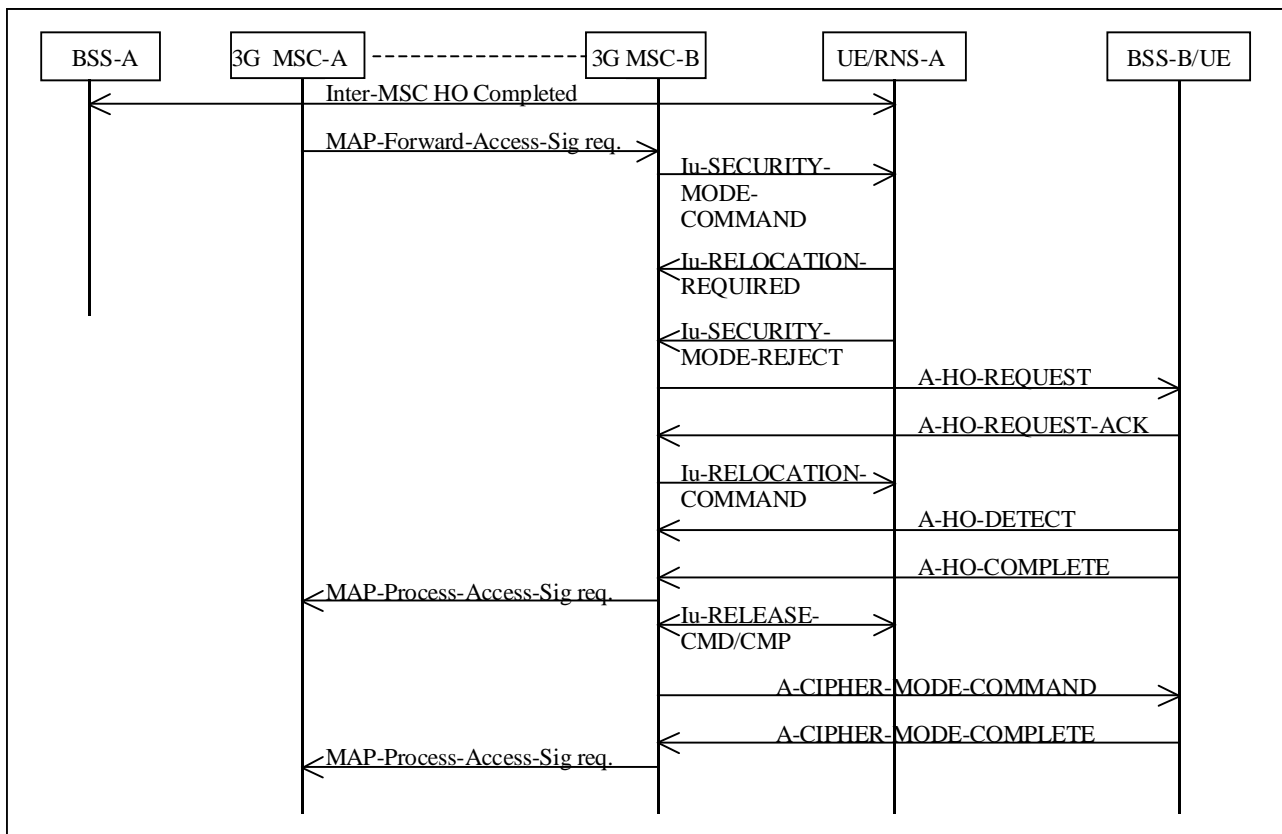 BSS-A
3G MSC-A
3G MSC-B
UE/RNS-A
BSS-B/UE
Inter-MSC HO Completed
MAP-Forward-Access-Sig req.
Iu-SECURITY-
MODE-
COMMAND
Iu-RELOCATION-
REQUIRED
Iu-SECURITY-
MODE-REJECT
A-HO-REQUEST
A-HO-REQUEST-ACK
Iu-RELOCATION-
COMMAND
A-HO-DETECT
A-HO-COMPLETE
MAP-Process-Access-Sig req.
Iu-RELEASE-
CMD/CMP
A-CIPHER-MODE-COMMAND
A-CIPHER-MODE-COMPLETE
MAP-Process-Access-Sig req.